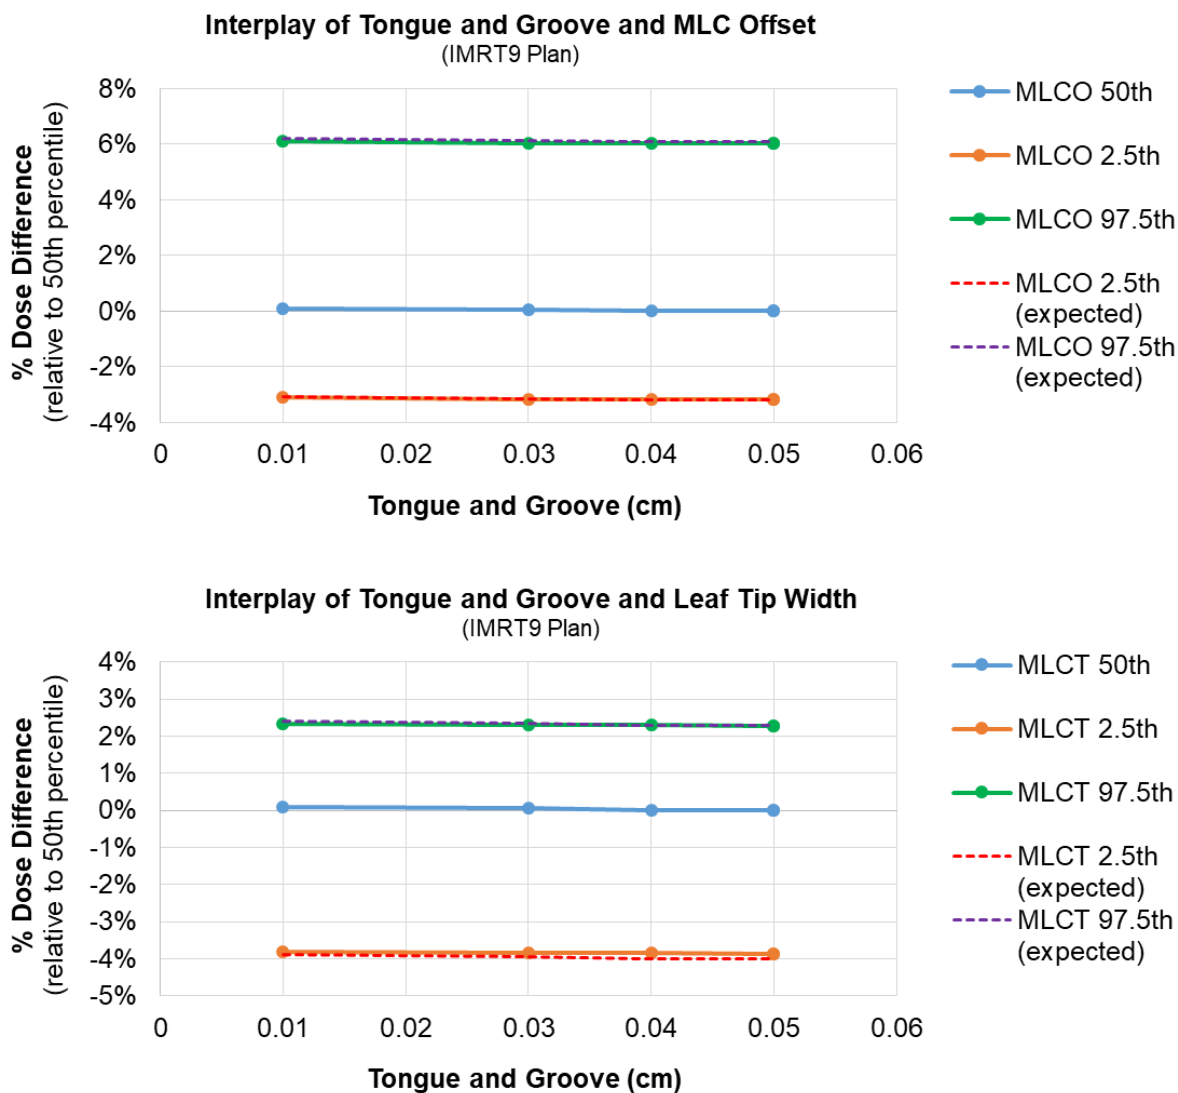 Interplay of Tongue and Groove and MLC Offset
(IMRT9 Plan)
% Dose Difference
(relative to 50th percentile)
8%
6%
4%
2%
0%
-2%
-4%
0 0.01 0.02 0.03 0.04 0.05 0.06
Tongue and Groove (cm)
MLCO 50th
MLCO 2.5th
MLCO 97.5th
MLCO 2.5th
(expected)
MLCO 97.5th
(expected)
Interplay of Tongue and Groove and Leaf Tip Width
(IMRT9 Plan)
% Dose Difference
(relative to 50th percentile)
4%
3%
2%
1%
0%
-1%
-2%
-3%
-4%
-5%
0 0.01 0.02 0.03 0.04 0.05 0.06
Tongue and Groove (cm)
MLCT 50th
MLCT 2.5th
MLCT 97.5th
MLCT 2.5th
(expected)
MLCT 97.5th
(expected)